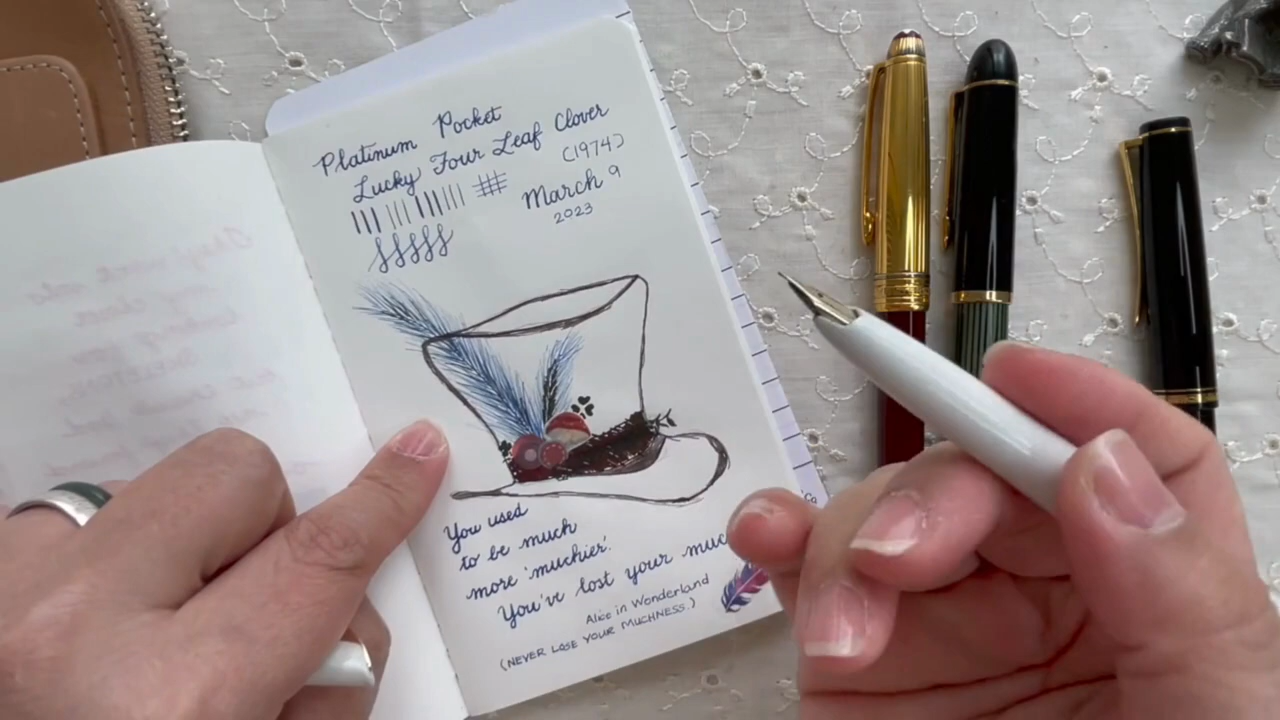 Platinum Pocket
Lucky Four Leaf Clover
(1974)
March 9
2023
You used
to be much
more 'muchier'.
You've lost your muc
Alice in Wonderland
(NEVER LOSE YOUR MUCHNESS.)